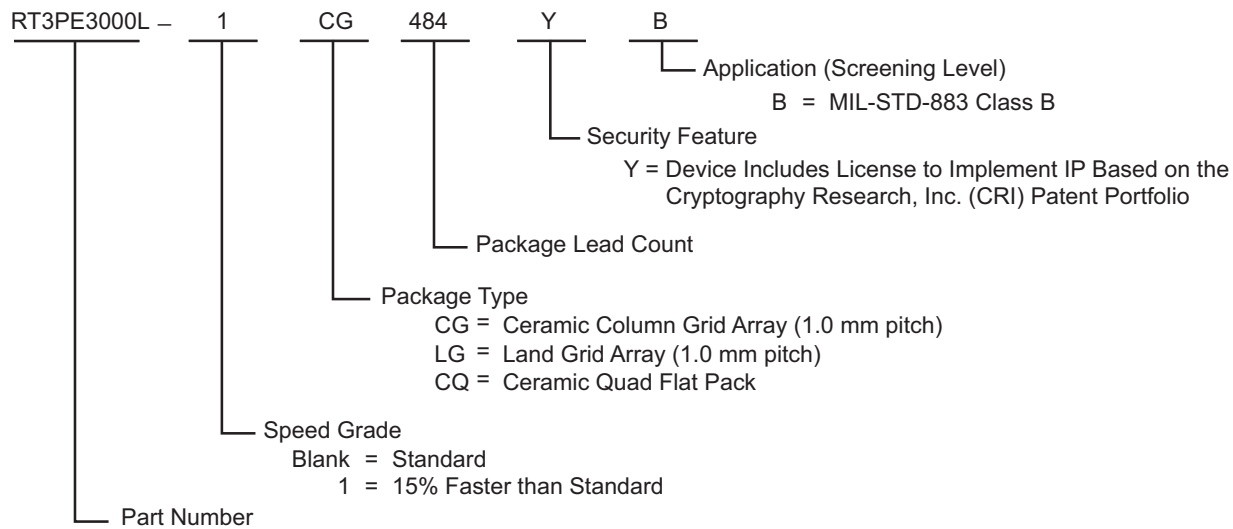 RT3PE3000L – 1 CG 484 Y B
Application (Screening Level)
B = MIL-STD-883 Class B
Security Feature
Y = Device Includes License to Implement IP Based on the
Cryptography Research, Inc. (CRI) Patent Portfolio
Package Lead Count
Package Type
CG = Ceramic Column Grid Array (1.0 mm pitch)
LG = Land Grid Array (1.0 mm pitch)
CQ = Ceramic Quad Flat Pack
Speed Grade
Blank = Standard
1 = 15% Faster than Standard
Part Number